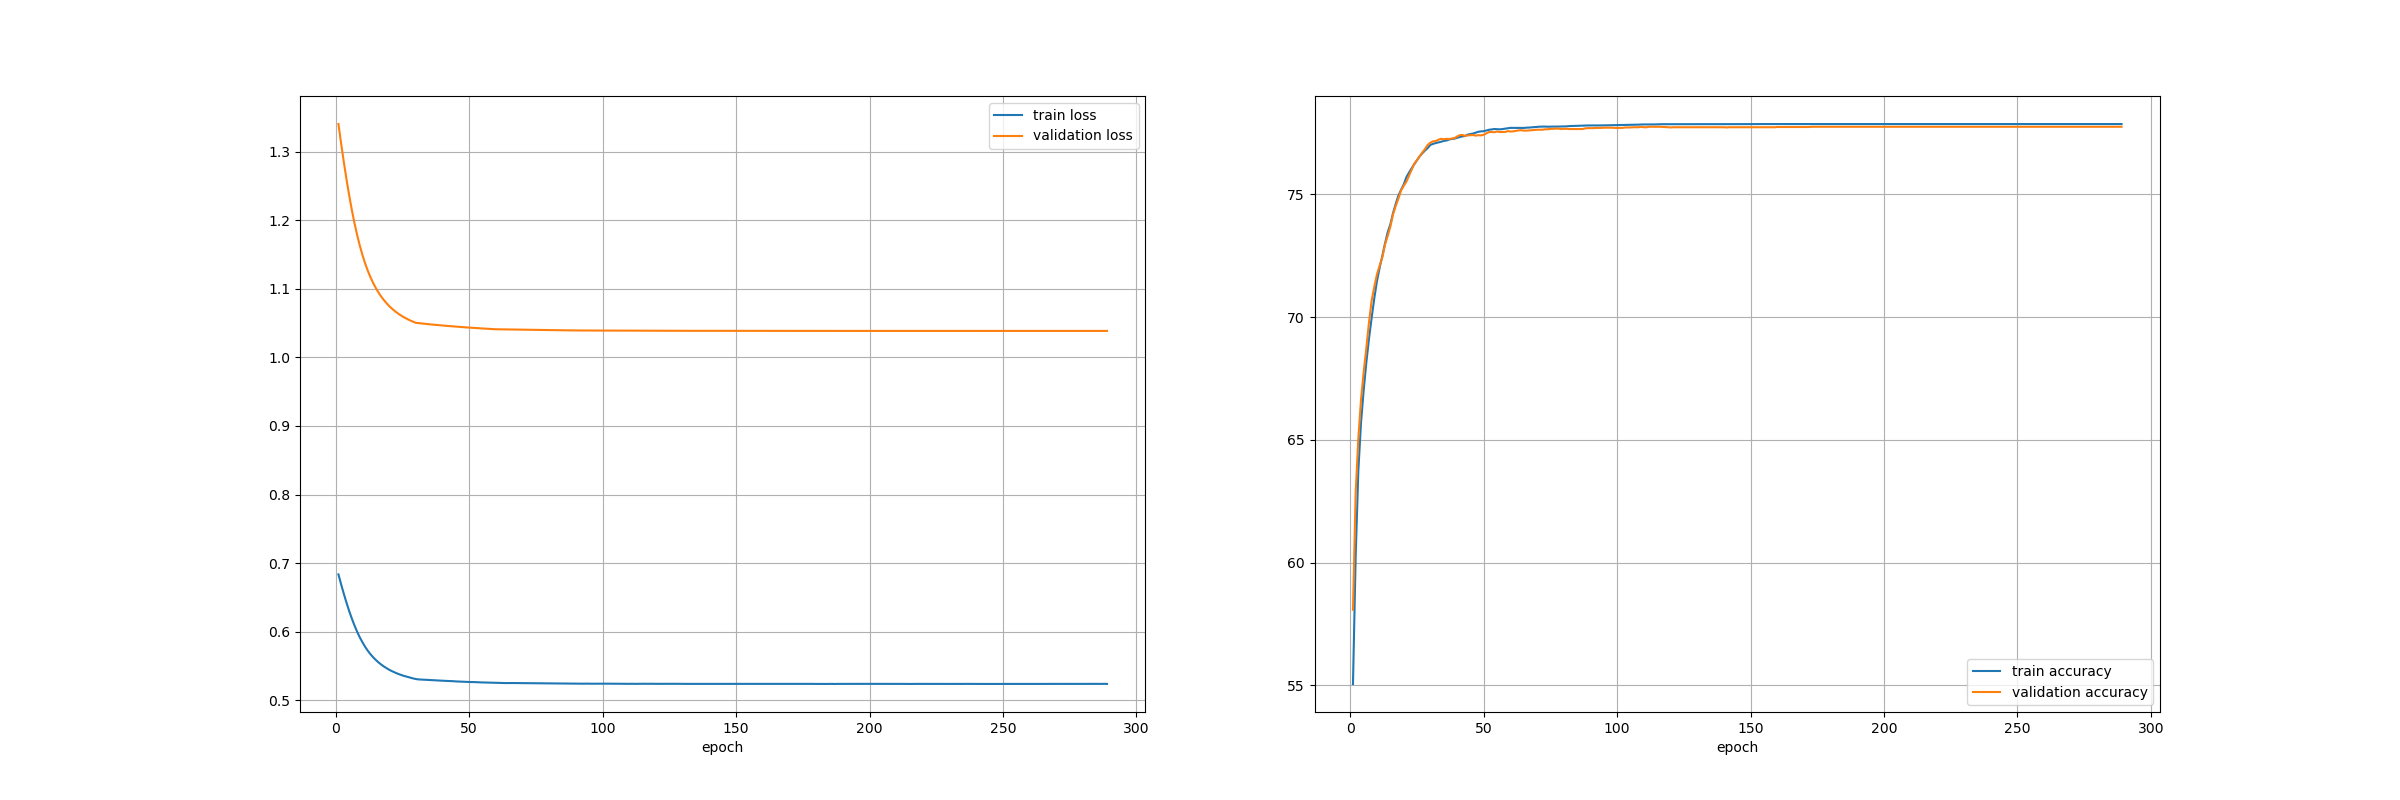 train loss
validation loss
1.3
1.2
1.1
1.0
0.9
0.8
0.7
0.6
0.5
0 50 100 150 200 250 300
epoch
75
70
65
60
55
train accuracy
validation accuracy
0 50 100 150 200 250 300
epoch